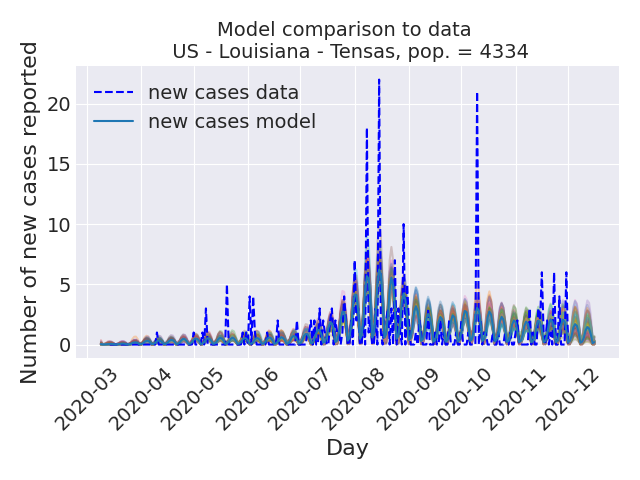 Model comparison to data
US - Louisiana - Tensas, pop. = 4334
Number of new cases reported
20
15
10
5
0
new cases data
new cases model
2020-03
2020-04
2020-05
2020-06
2020-07
2020-08
2020-09
2020-10
2020-11
2020-12
Day